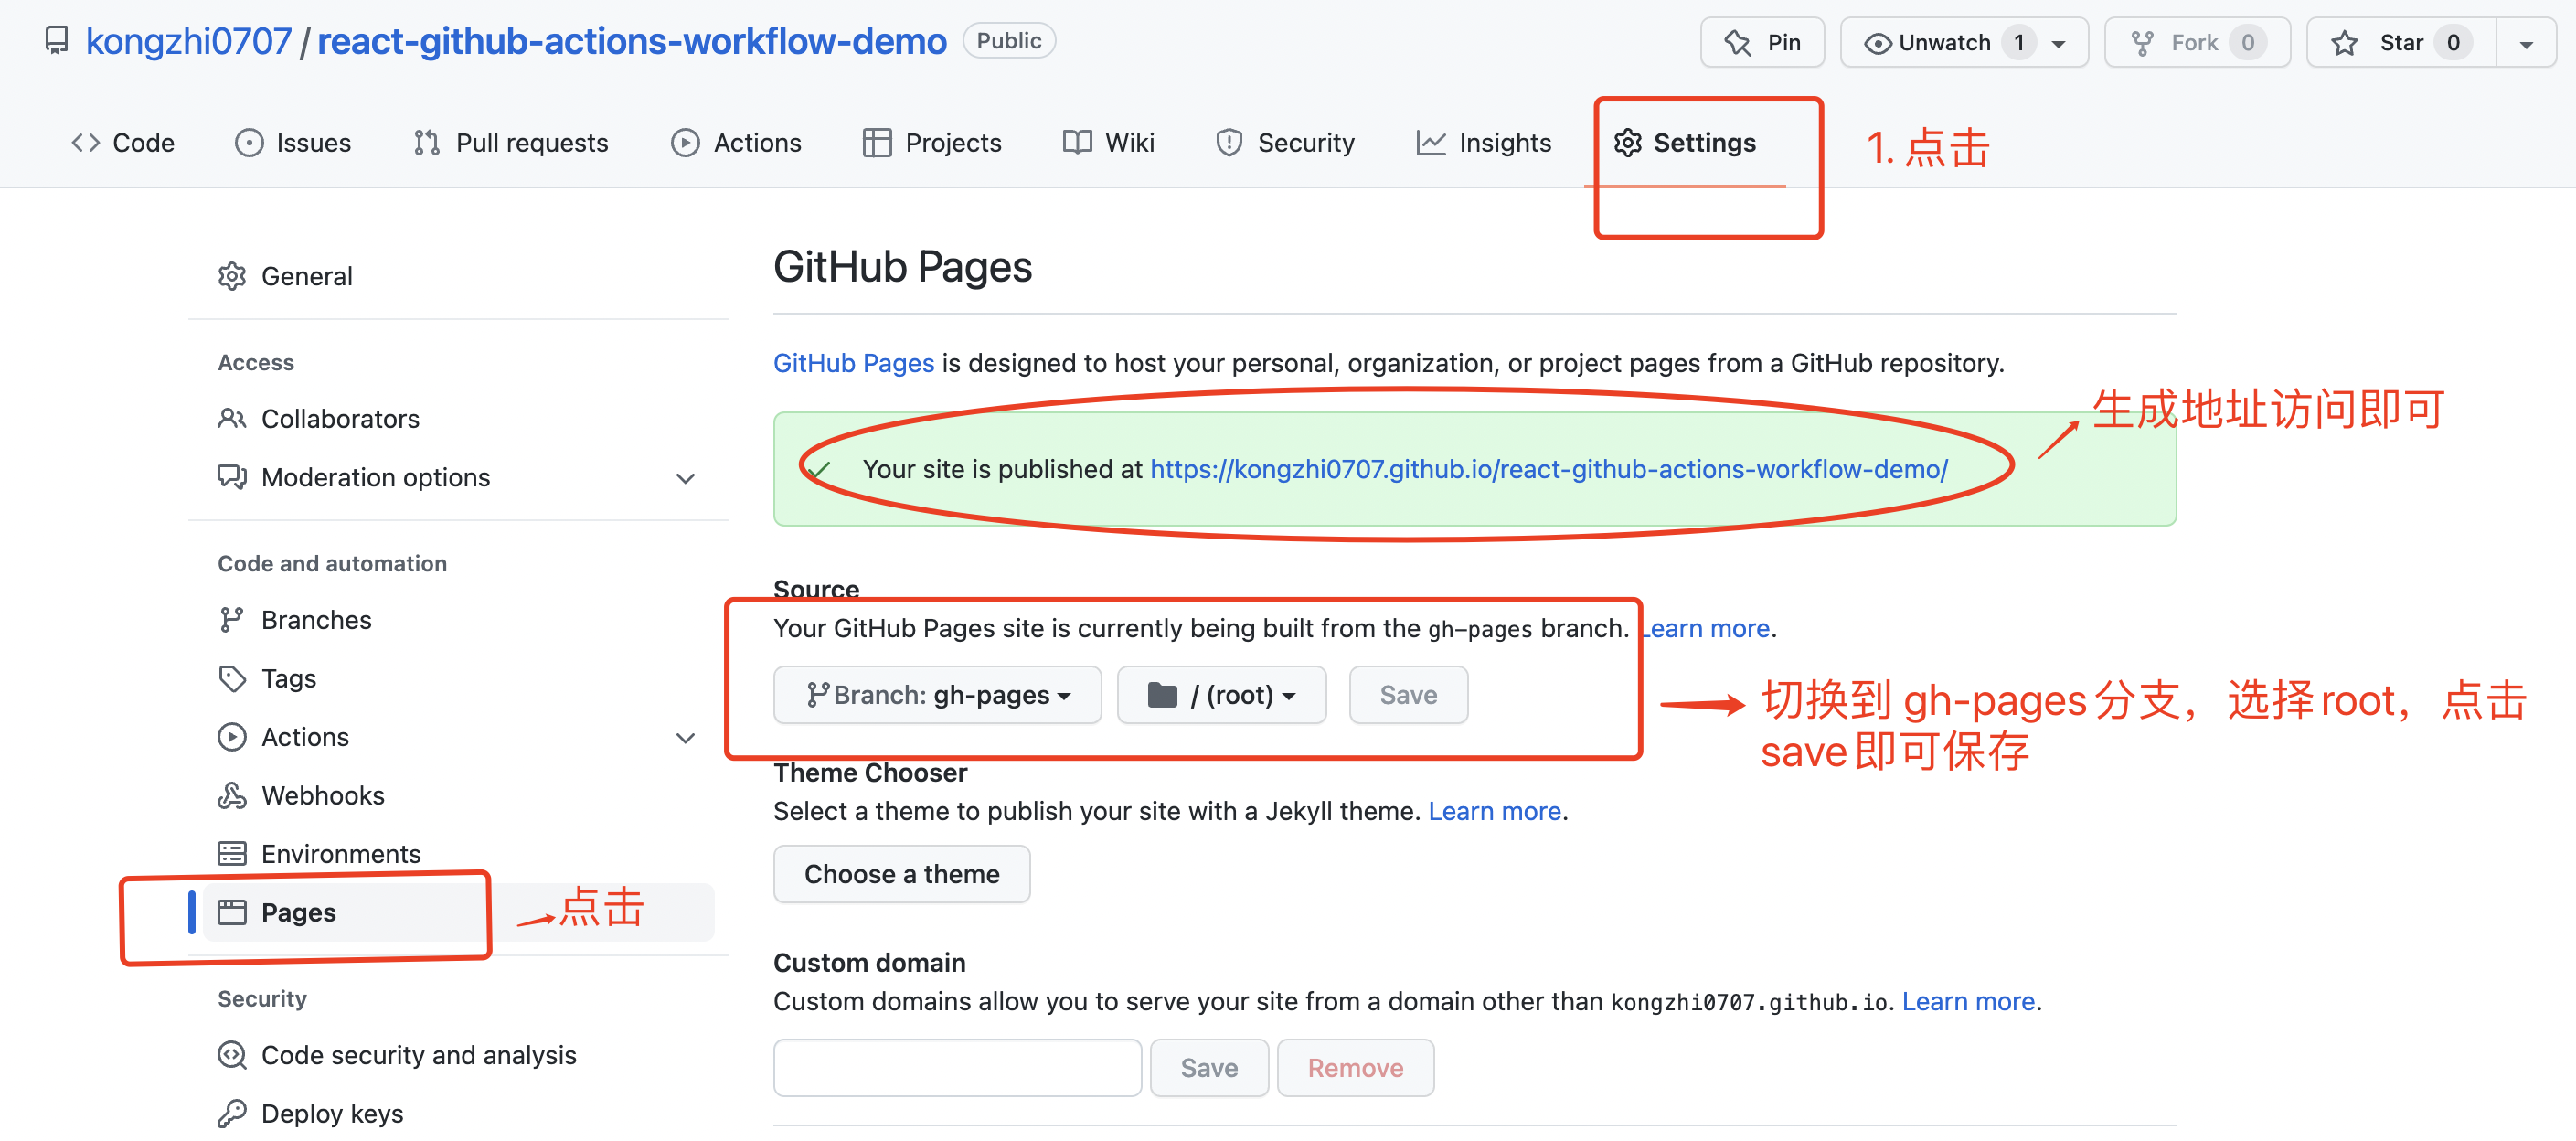 kongzhi0707 / react-github-actions-workflow-demo Public
Pin Unwatch 1 Fork 0 Star 0
Code Issues Pull requests Actions Projects Wiki Security Insights Settings
1. 点击
General
Access
Collaborators
Moderation options
Code and automation
Branches
Tags
Actions
Webhooks
Environments
Pages
点击
Security
Code security and analysis
Deploy keys
GitHub Pages
GitHub Pages is designed to host your personal, organization, or project pages from a GitHub repository.
生成地址访问即可
Your site is published at https://kongzhi0707.github.io/react-github-actions-workflow-demo/
Source
Your GitHub Pages site is currently being built from the gh-pages branch. Learn more.
Branch: gh-pages / (root) Save
切换到 gh-pages 分支，选择 root，点击
save 即可保存
Theme Chooser
Select a theme to publish your site with a Jekyll theme. Learn more.
Choose a theme
Custom domain
Custom domains allow you to serve your site from a domain other than kongzhi0707.github.io. Learn more.
Save Remove